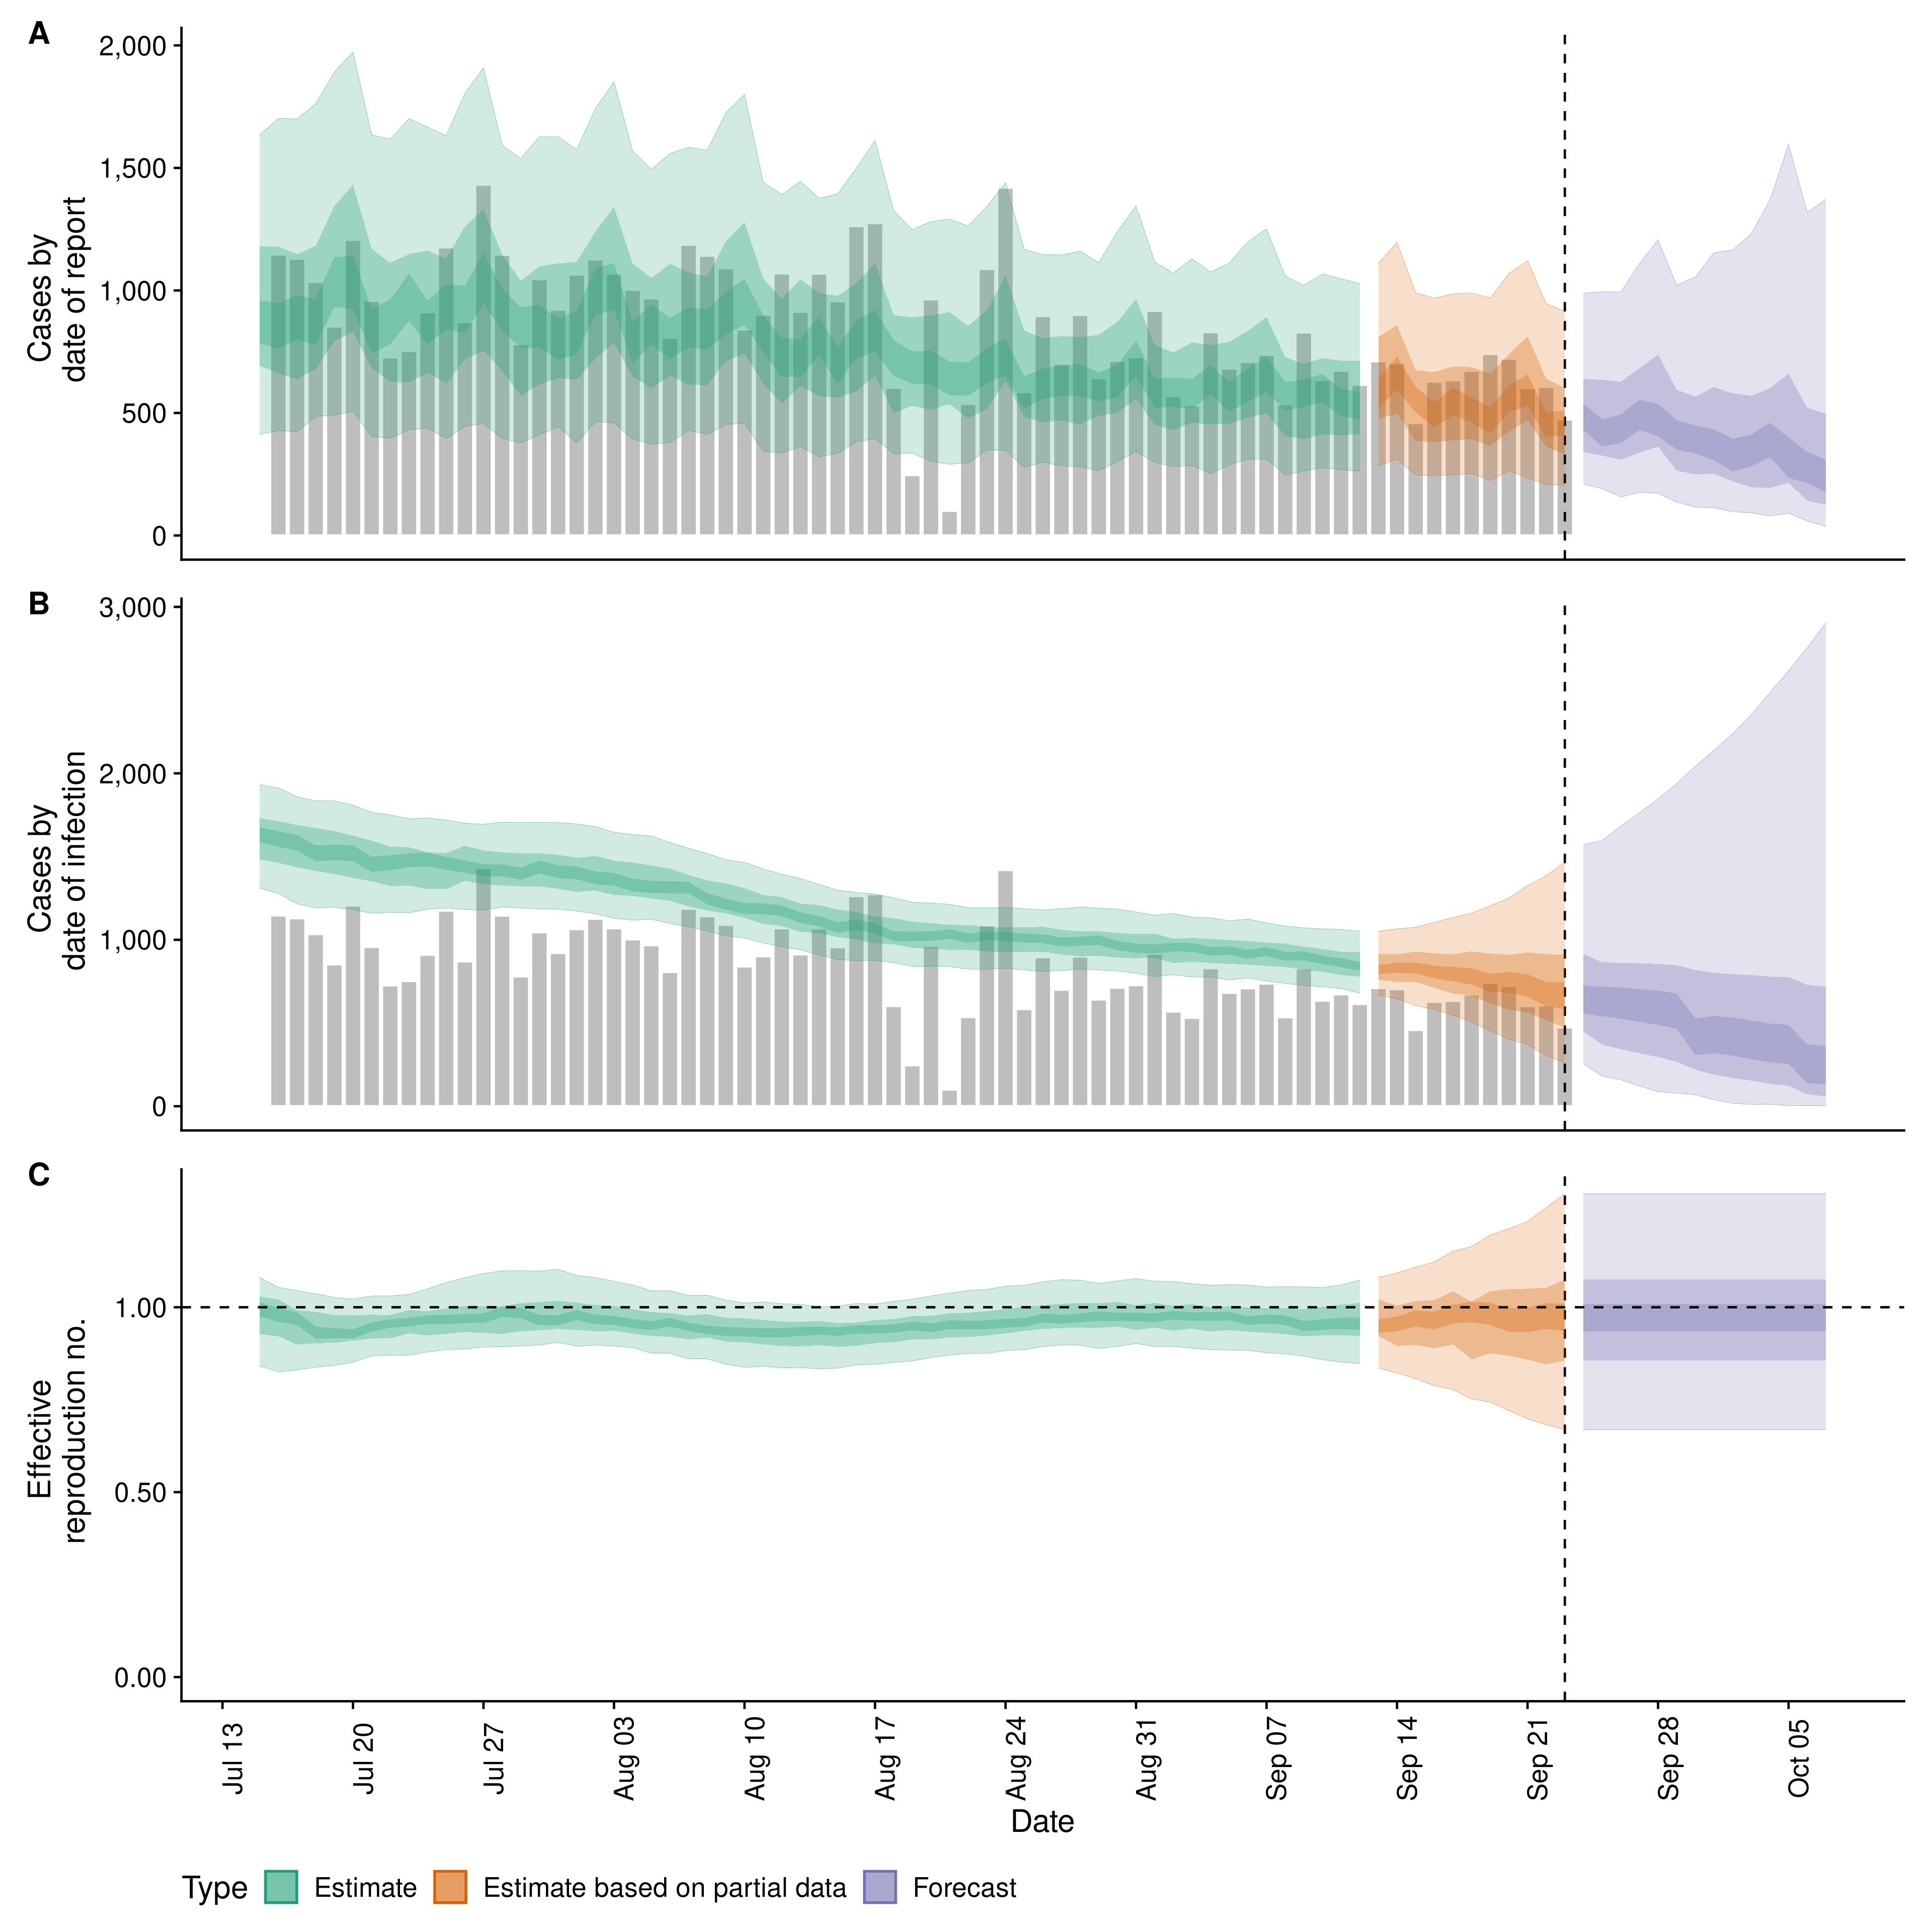 A
Cases by
date of report
2,000
1,500
1,000
500
0
B
Cases by
date of infection
3,000
2,000
1,000
0
C
Effective
reproduction no.
1.00
0.50
0.00
Jul 13
Jul 20
Jul 27
Aug 03
Aug 10
Aug 17
Aug 24
Aug 31
Sep 07
Sep 14
Sep 21
Sep 28
Oct 05
Date
Type Estimate Estimate based on partial data Forecast